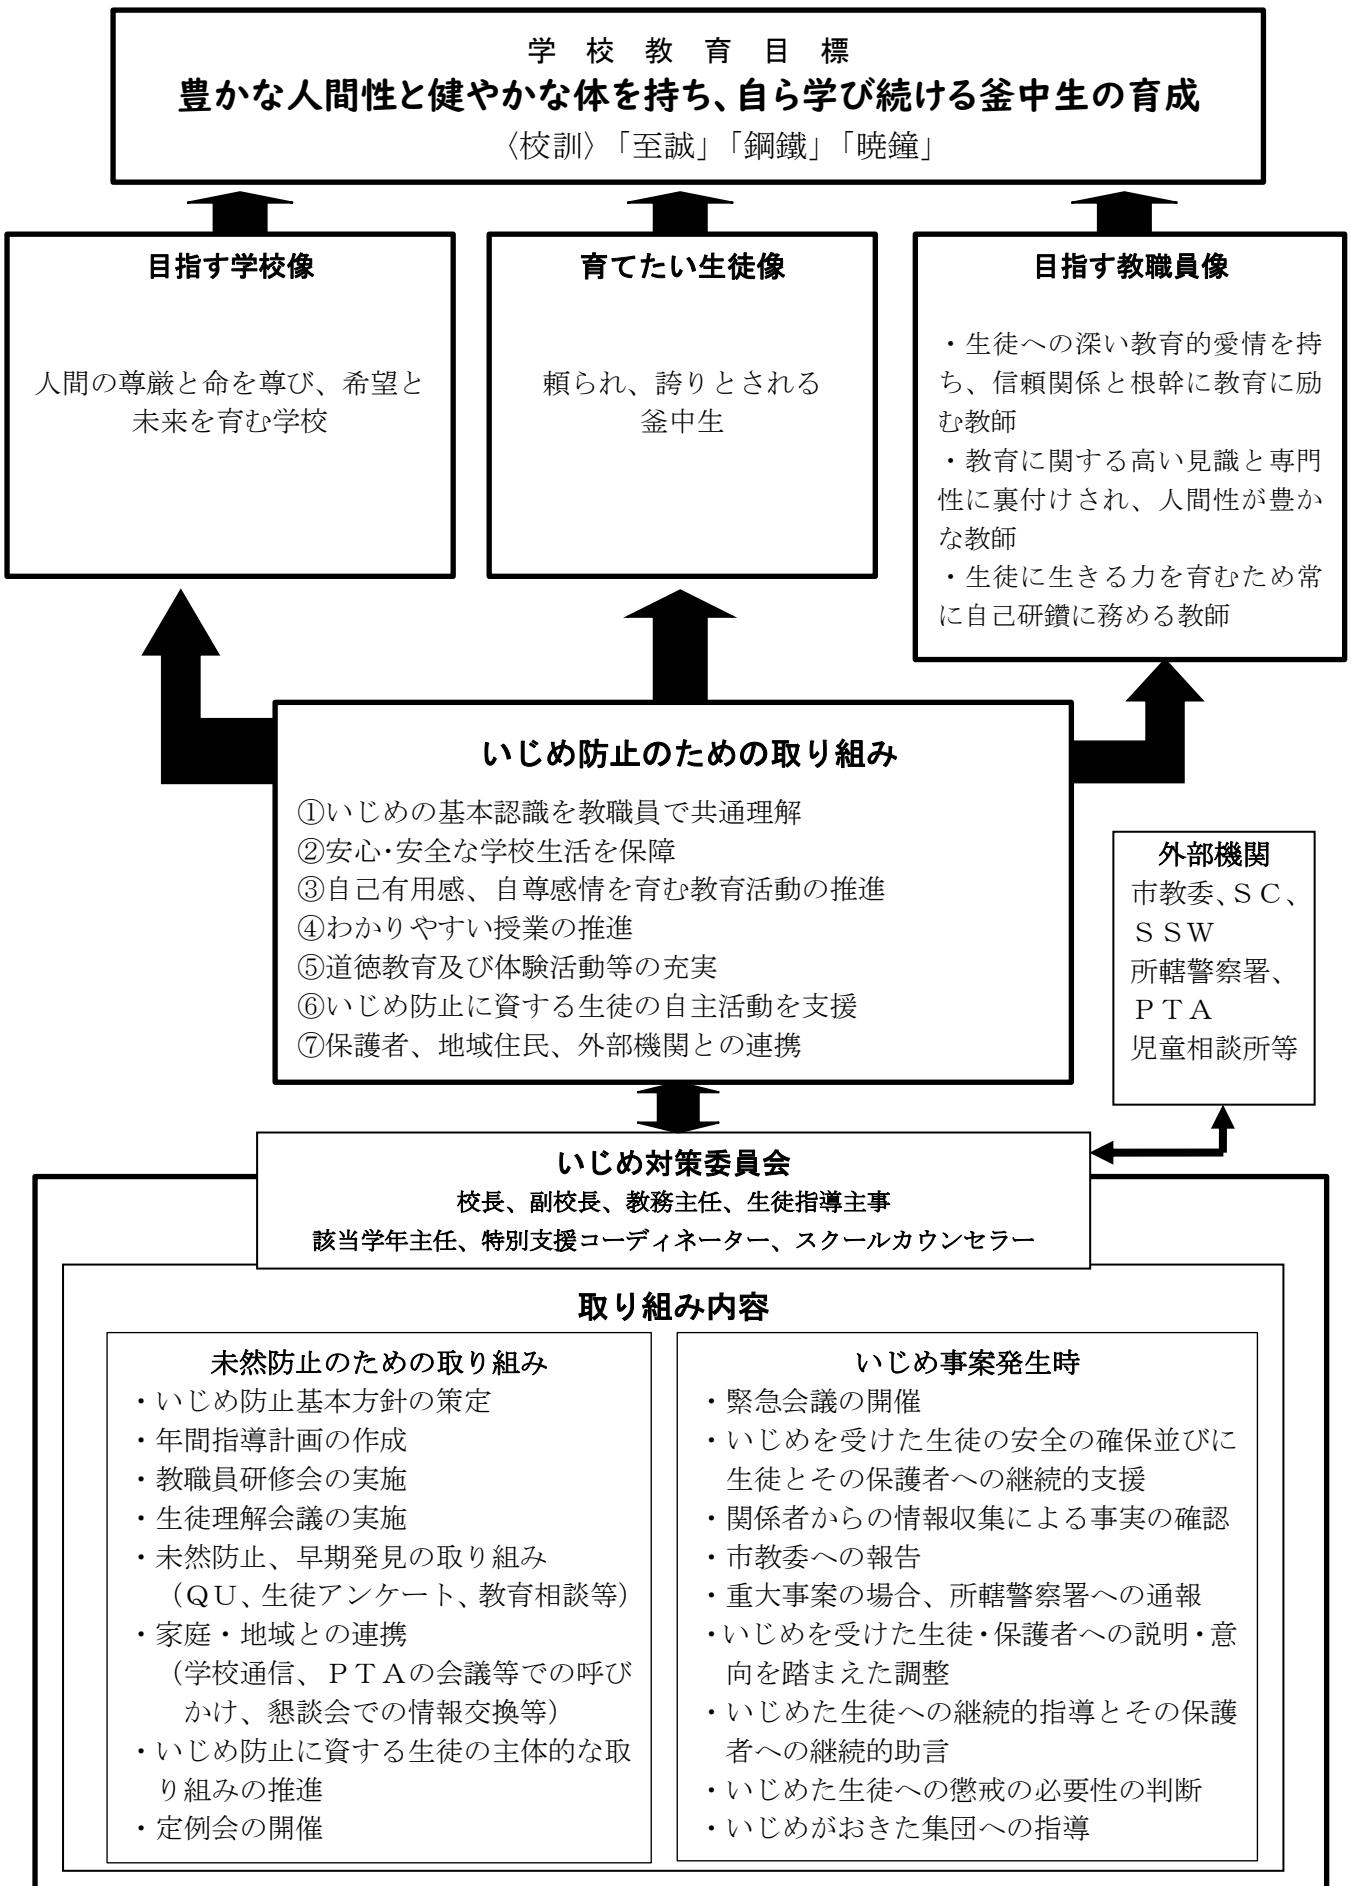 学　校　教　育　目　標
豊かな人間性と健やかな体を持ち、自ら学び続ける釜中生の育成
〈校訓〉「至誠」「鋼鐵」「暁鐘」
目指す学校像
人間の尊厳と命を尊び、希望と
未来を育む学校
育てたい生徒像
頼られ、誇りとされる
釜中生
目指す教職員像
・生徒への深い教育的愛情を持
ち、信頼関係と根幹に教育に励
む教師
・教育に関する高い見識と専門
性に裏付けされ、人間性が豊か
な教師
・生徒に生きる力を育むため常
に自己研鑽に務める教師
いじめ防止のための取り組み
①いじめの基本認識を教職員で共通理解
②安心・安全な学校生活を保障
③自己有用感、自尊感情を育む教育活動の推進
④わかりやすい授業の推進
⑤道徳教育及び体験活動等の充実
⑥いじめ防止に資する生徒の自主活動を支援
⑦保護者、地域住民、外部機関との連携
外部機関
市教委、ＳＣ、
ＳＳＷ
所轄警察署、
ＰＴＡ
児童相談所等
いじめ対策委員会
校長、副校長、教務主任、生徒指導主事
該当学年主任、特別支援コーディネーター、スクールカウンセラー
取り組み内容
未然防止のための取り組み
・いじめ防止基本方針の策定
・年間指導計画の作成
・教職員研修会の実施
・生徒理解会議の実施
・未然防止、早期発見の取り組み
（ＱＵ、生徒アンケート、教育相談等）
・家庭・地域との連携
（学校通信、ＰＴＡの会議等での呼び
かけ、懇談会での情報交換等）
・いじめ防止に資する生徒の主体的な取
り組みの推進
・定例会の開催
いじめ事案発生時
・緊急会議の開催
・いじめを受けた生徒の安全の確保並びに
生徒とその保護者への継続的支援
・関係者からの情報収集による事実の確認
・市教委への報告
・重大事案の場合、所轄警察署への通報
・いじめを受けた生徒・保護者への説明・意
向を踏まえた調整
・いじめた生徒への継続的指導とその保護
者への継続的助言
・いじめた生徒への懲戒の必要性の判断
・いじめがおきた集団への指導